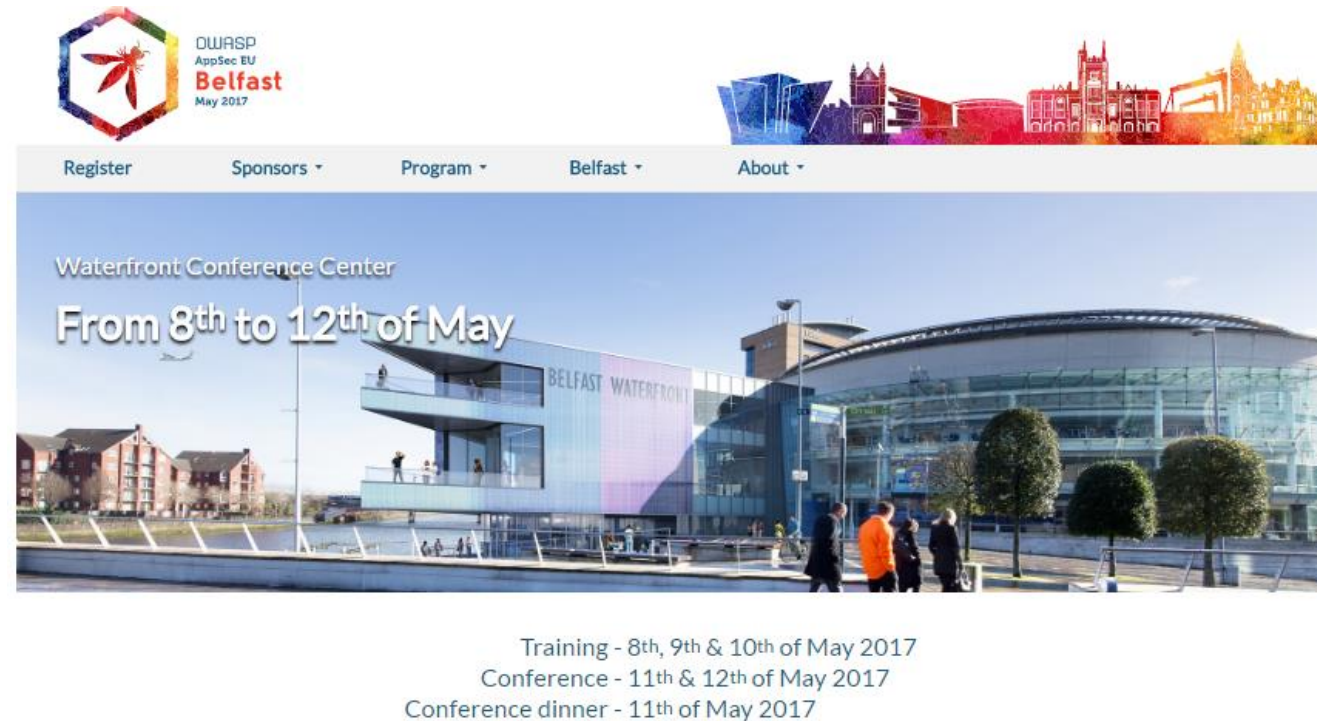 OWASP
AppSec EU
Belfast
May 2017
Register
Sponsors
Program
Belfast
About
Waterfront Conference Center
From 8th to 12th of May
BELFAST WATERFRONT
Training - 8th, 9th & 10th of May 2017
Conference - 11th & 12th of May 2017
Conference dinner - 11th of May 2017